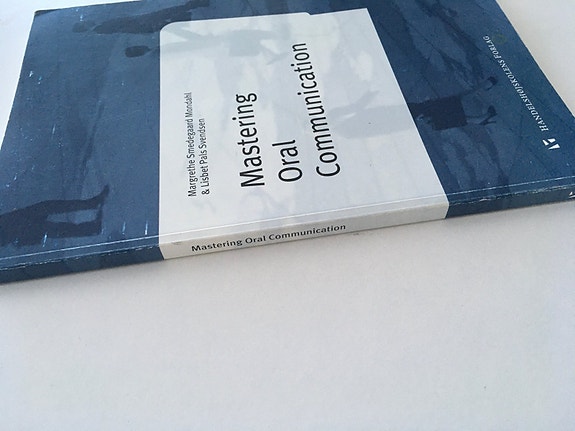 Margrethe Smedegaard Mondahl
& Lisbet Pals Svendsen
Mastering
Oral
Communication
HANDELSHØJSKOLENS FORLAG
Mastering Oral Communication